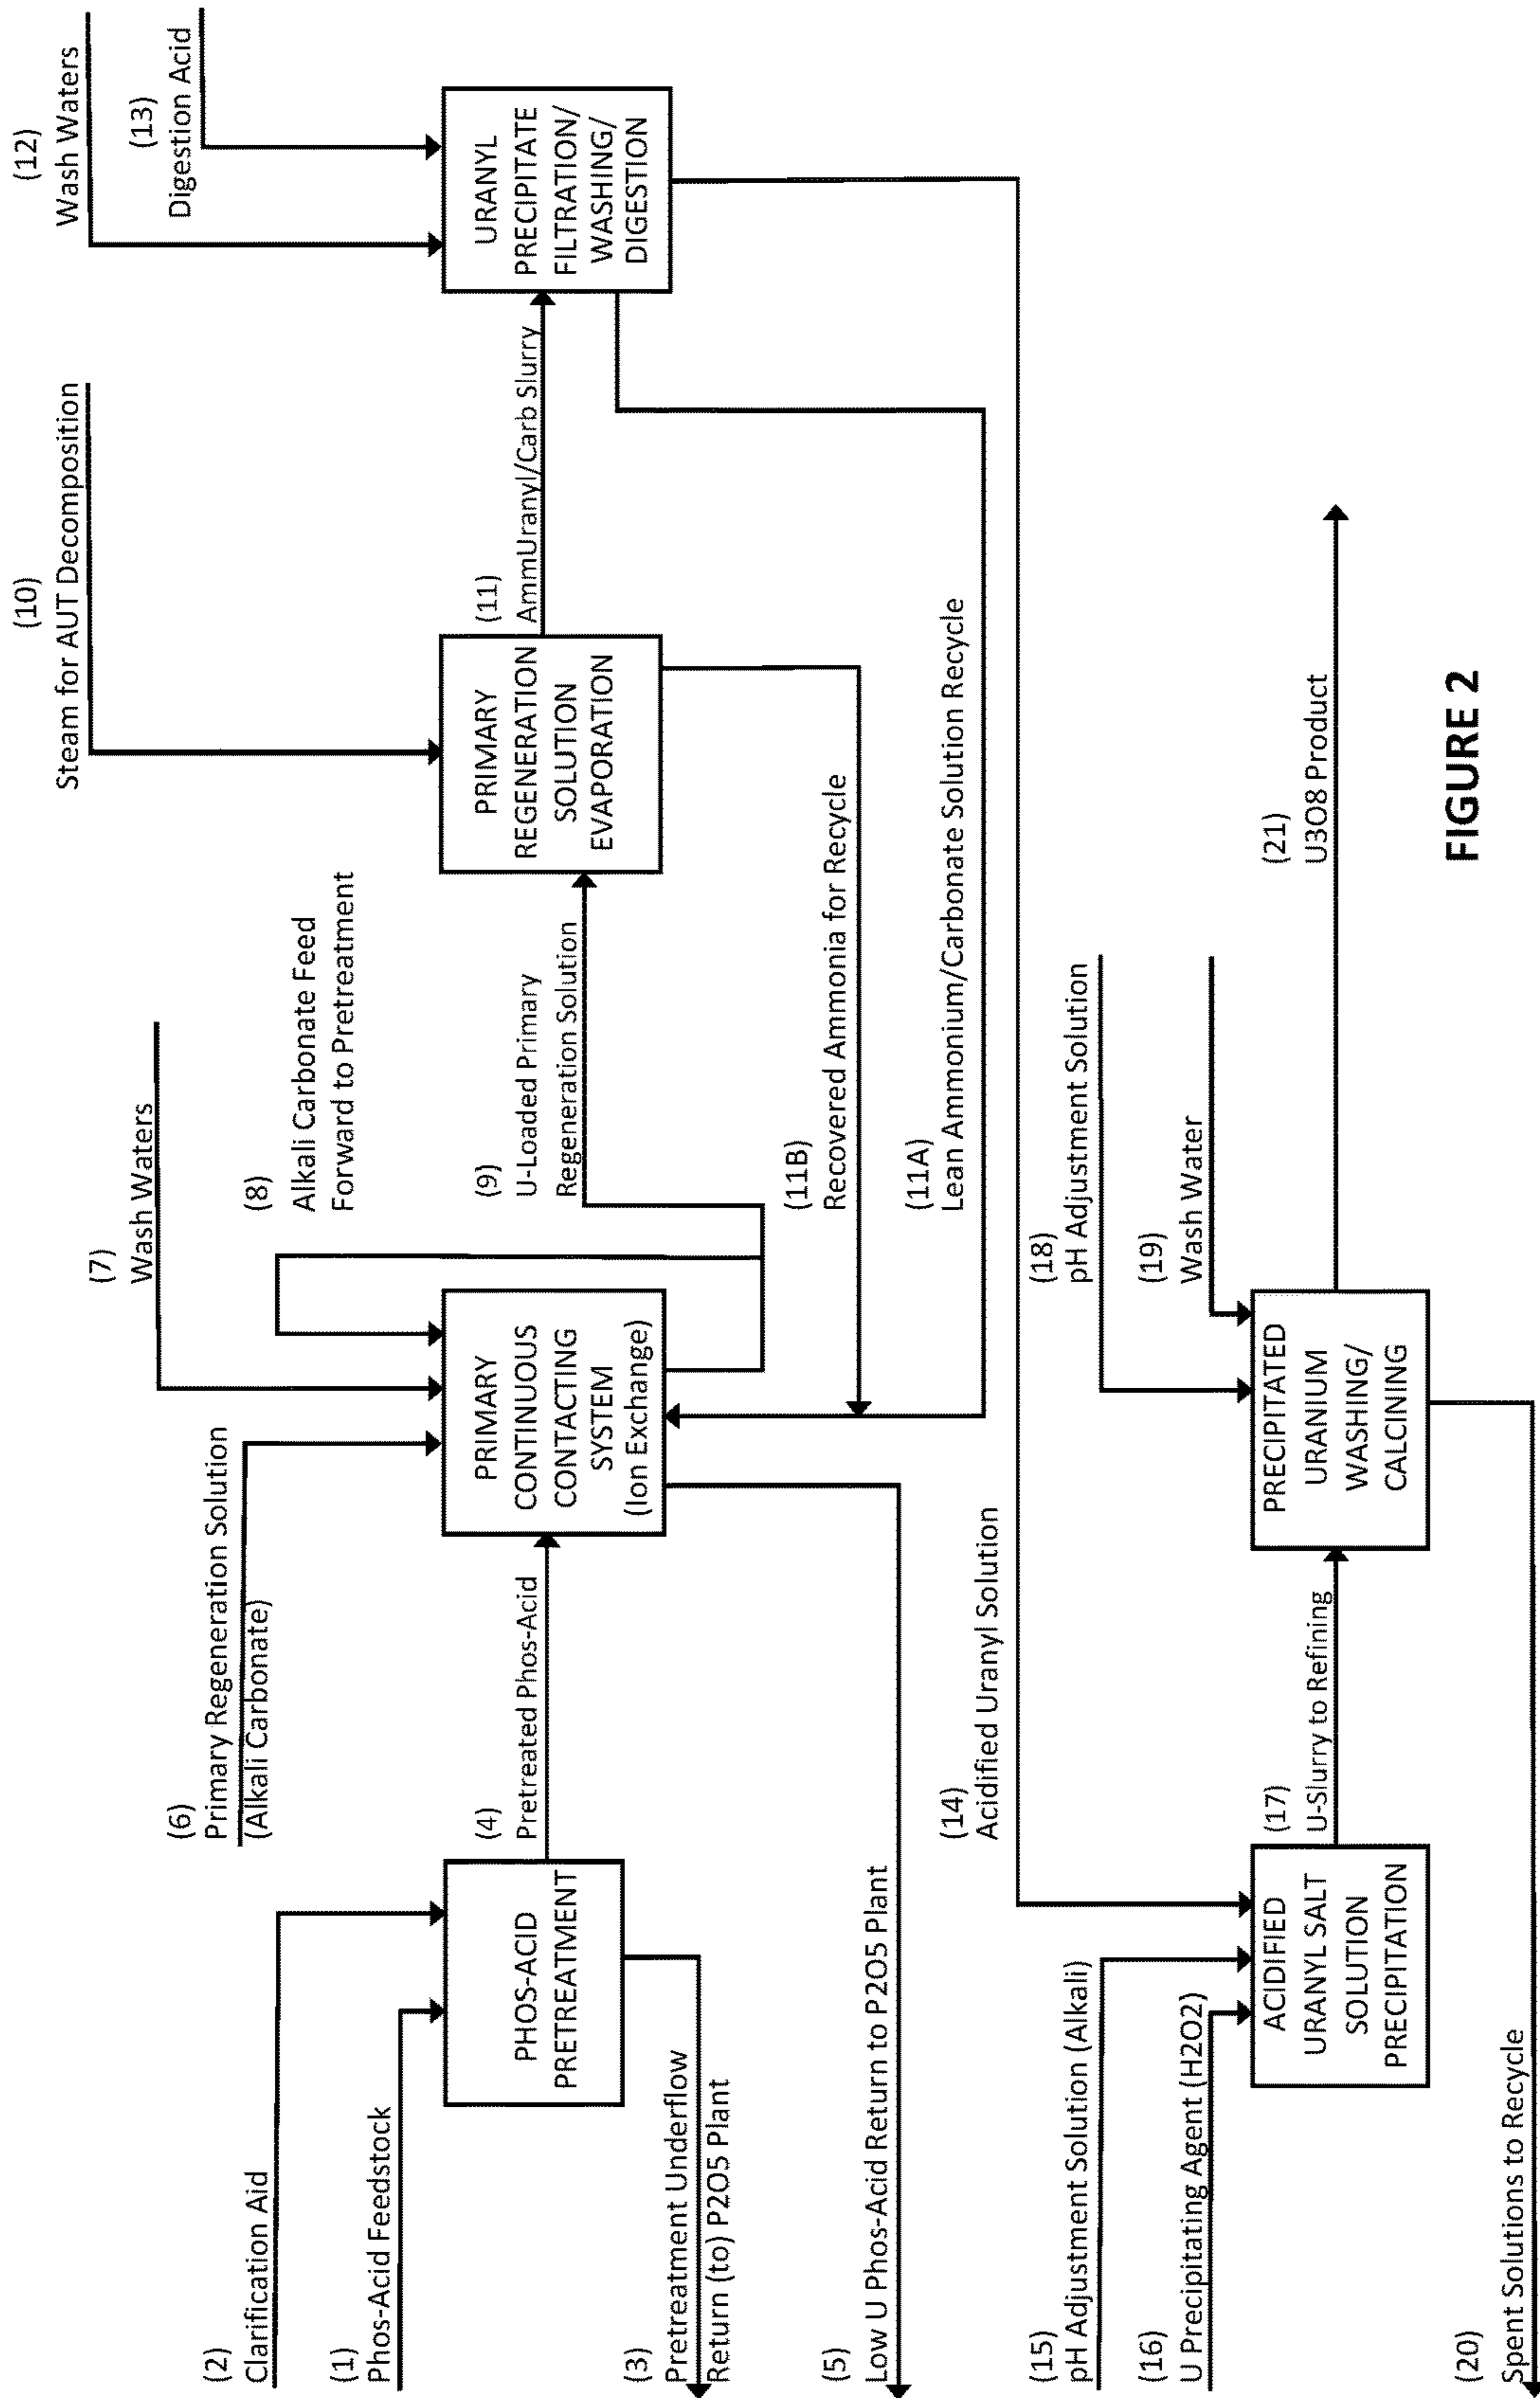 (2)
Clarification Aid
(1)
Phos-Acid Feedstock
PHOS-ACID
PRETREATMENT
(3)
Pretreatment Underflow
Return (to) P2O5 Plant
(4)
Pretreated Phos-Acid
(5)
Low U Phos-Acid Return to P2O5 Plant
(6)
Primary Regeneration Solution
(Alkali Carbonate)
(7)
Wash Waters
(8)
Alkali Carbonate Feed
Forward to Pretreatment
PRIMARY
CONTINUOUS
CONTACTING
SYSTEM
(Ion Exchange)
(9)
U-Loaded Primary
Regeneration Solution
(10)
Steam for AUT Decomposition
PRIMARY
REGENERATION
SOLUTION
EVAPORATION
(11)
AmmUranyl/Carb Slurry
(11B)
Recovered Ammonia for Recycle
(11A)
Lean Ammonium/Carbonate Solution Recycle
(12)
Wash Waters
(13)
Digestion Acid
URANYL
PRECIPITATE
FILTRATION/
WASHING/
DIGESTION
(14)
Acidified Uranyl Solution
(15)
pH Adjustment Solution (Alkali)
(16)
U Precipitating Agent (H2O2)
ACIDIFIED
URANYL SALT
SOLUTION
PRECIPITATION
(17)
U-Slurry to Refining
(18)
pH Adjustment Solution
(19)
Wash Water
PRECIPITATED
URANIUM
WASHING/
CALCINING
(20)
Spent Solutions to Recycle
(21)
U3O8 Product
FIGURE 2